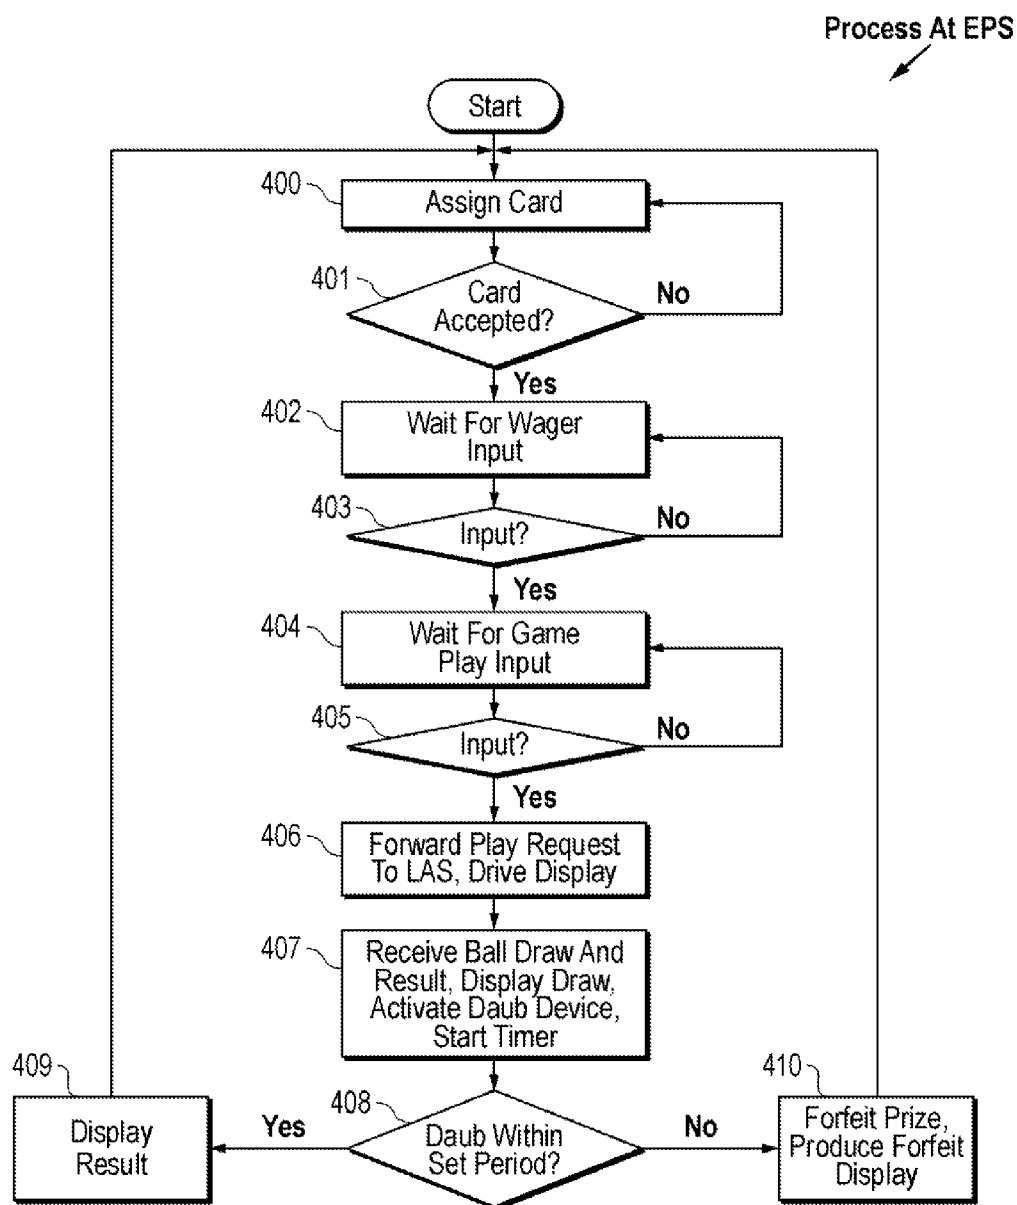 Process At EPS
Start
400
Assign Card
401
Card
Accepted?
No
Yes
402
Wait For Wager
Input
403
Input?
No
Yes
404
Wait For Game
Play Input
405
Input?
No
Yes
406
Forward Play Request
To LAS, Drive Display
407
Receive Ball Draw And
Result, Display Draw,
Activate Daub Device,
Start Timer
408
Daub Within
Set Period?
Yes
No
409
Display
Result
410
Forfeit Prize,
Produce Forfeit
Display